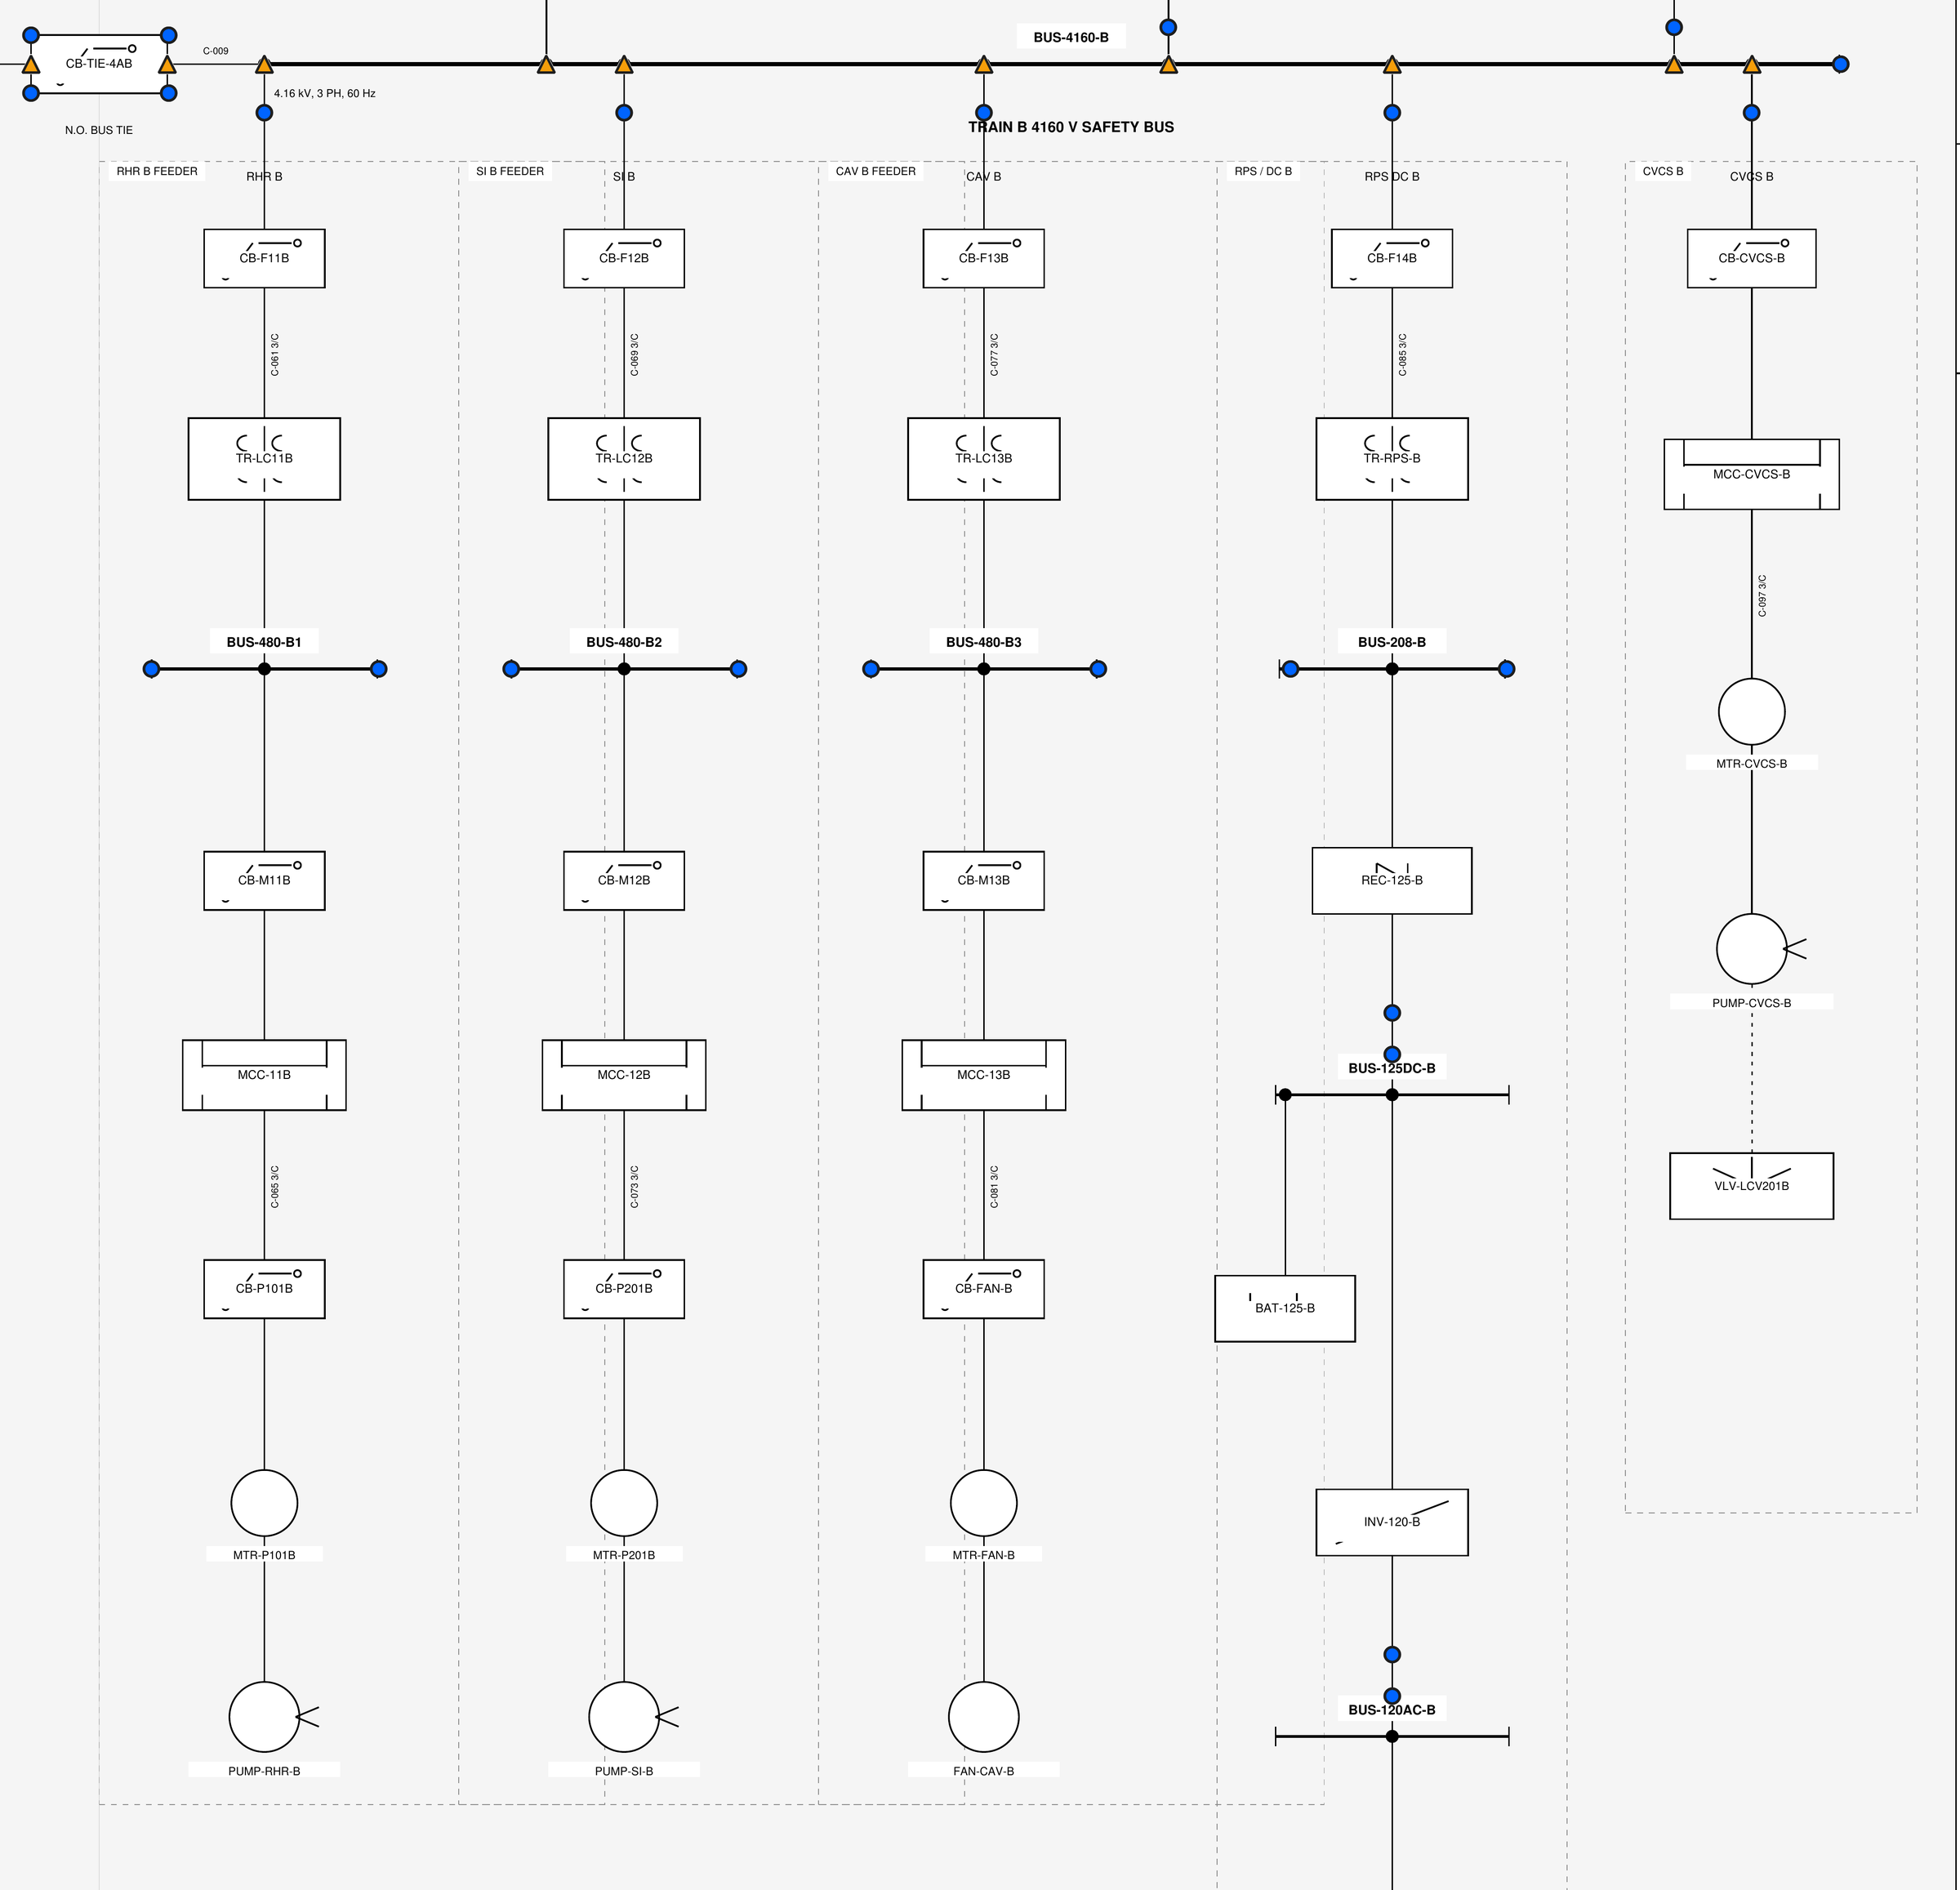 BUS-4160-B
C-009
CB-TIE-4AB
4.16 kV, 3 PH, 60 Hz
N.O. BUS TIE
TRAIN B 4160 V SAFETY BUS
RHR B FEEDER
RHR B
SI B FEEDER
SI B
CAV B FEEDER
CAV B
RPS / DC B
RPS DC B
CVCS B
CVCS B
CB-F11B
CB-F12B
CB-F13B
CB-F14B
CB-CVCS-B
C-061 3/C
C-069 3/C
C-077 3/C
C-085 3/C
TR-LC11B
TR-LC12B
TR-LC13B
TR-RPS-B
MCC-CVCS-B
C-097 3/C
BUS-480-B1
BUS-480-B2
BUS-480-B3
BUS-208-B
MTR-CVCS-B
CB-M11B
CB-M12B
CB-M13B
REC-125-B
PUMP-CVCS-B
BUS-125DC-B
MCC-11B
MCC-12B
MCC-13B
C-065 3/C
C-073 3/C
C-081 3/C
VLV-LCV201B
CB-P101B
CB-P201B
CB-FAN-B
BAT-125-B
INV-120-B
MTR-P101B
MTR-P201B
MTR-FAN-B
BUS-120AC-B
PUMP-RHR-B
PUMP-SI-B
FAN-CAV-B